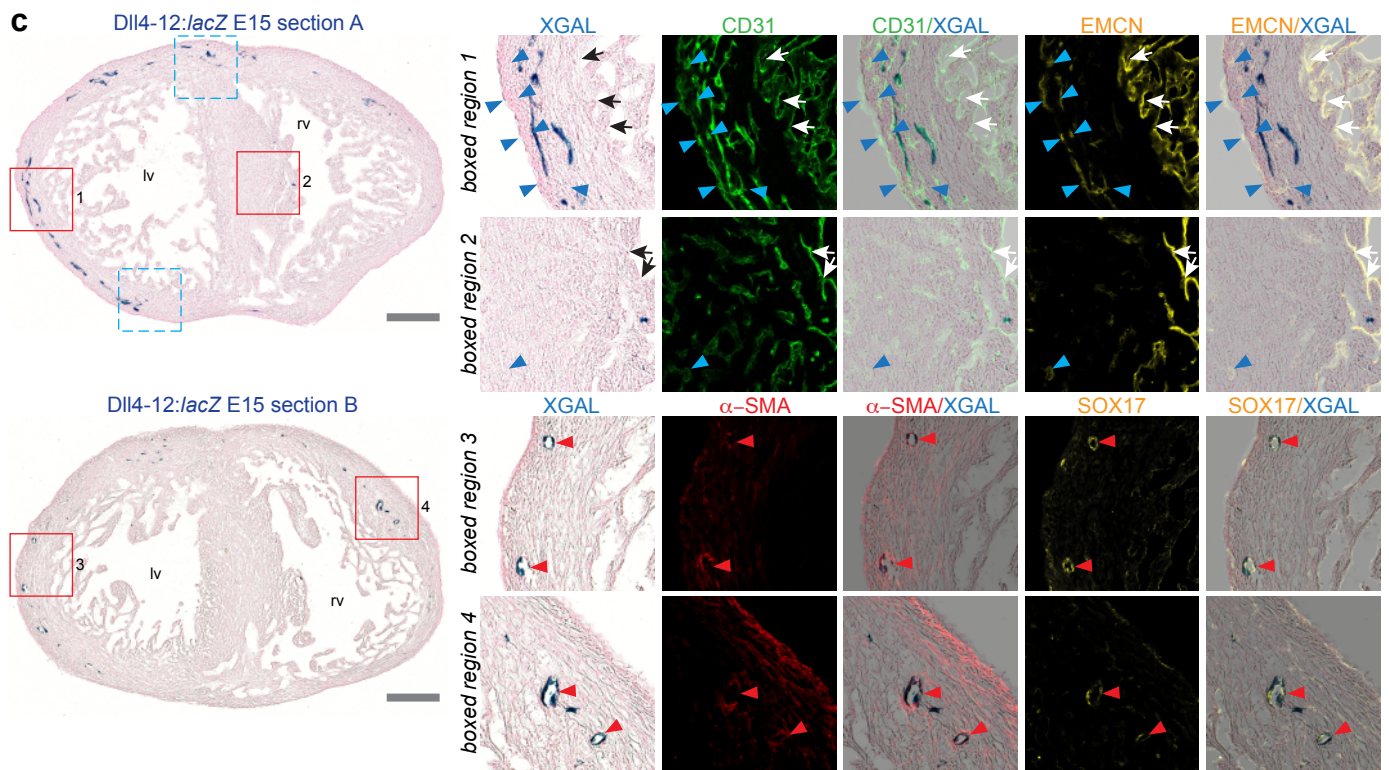 c
Dll4-12:lacZ E15 section A
XGAL CD31 CD31/XGAL EMCN EMCN/XGAL
boxed region 1
rv
lv
1
2
boxed region 2
Dll4-12:lacZ E15 section B
XGAL α-SMA α-SMA/XGAL SOX17 SOX17/XGAL
boxed region 3
4
3
lv
rv
boxed region 4